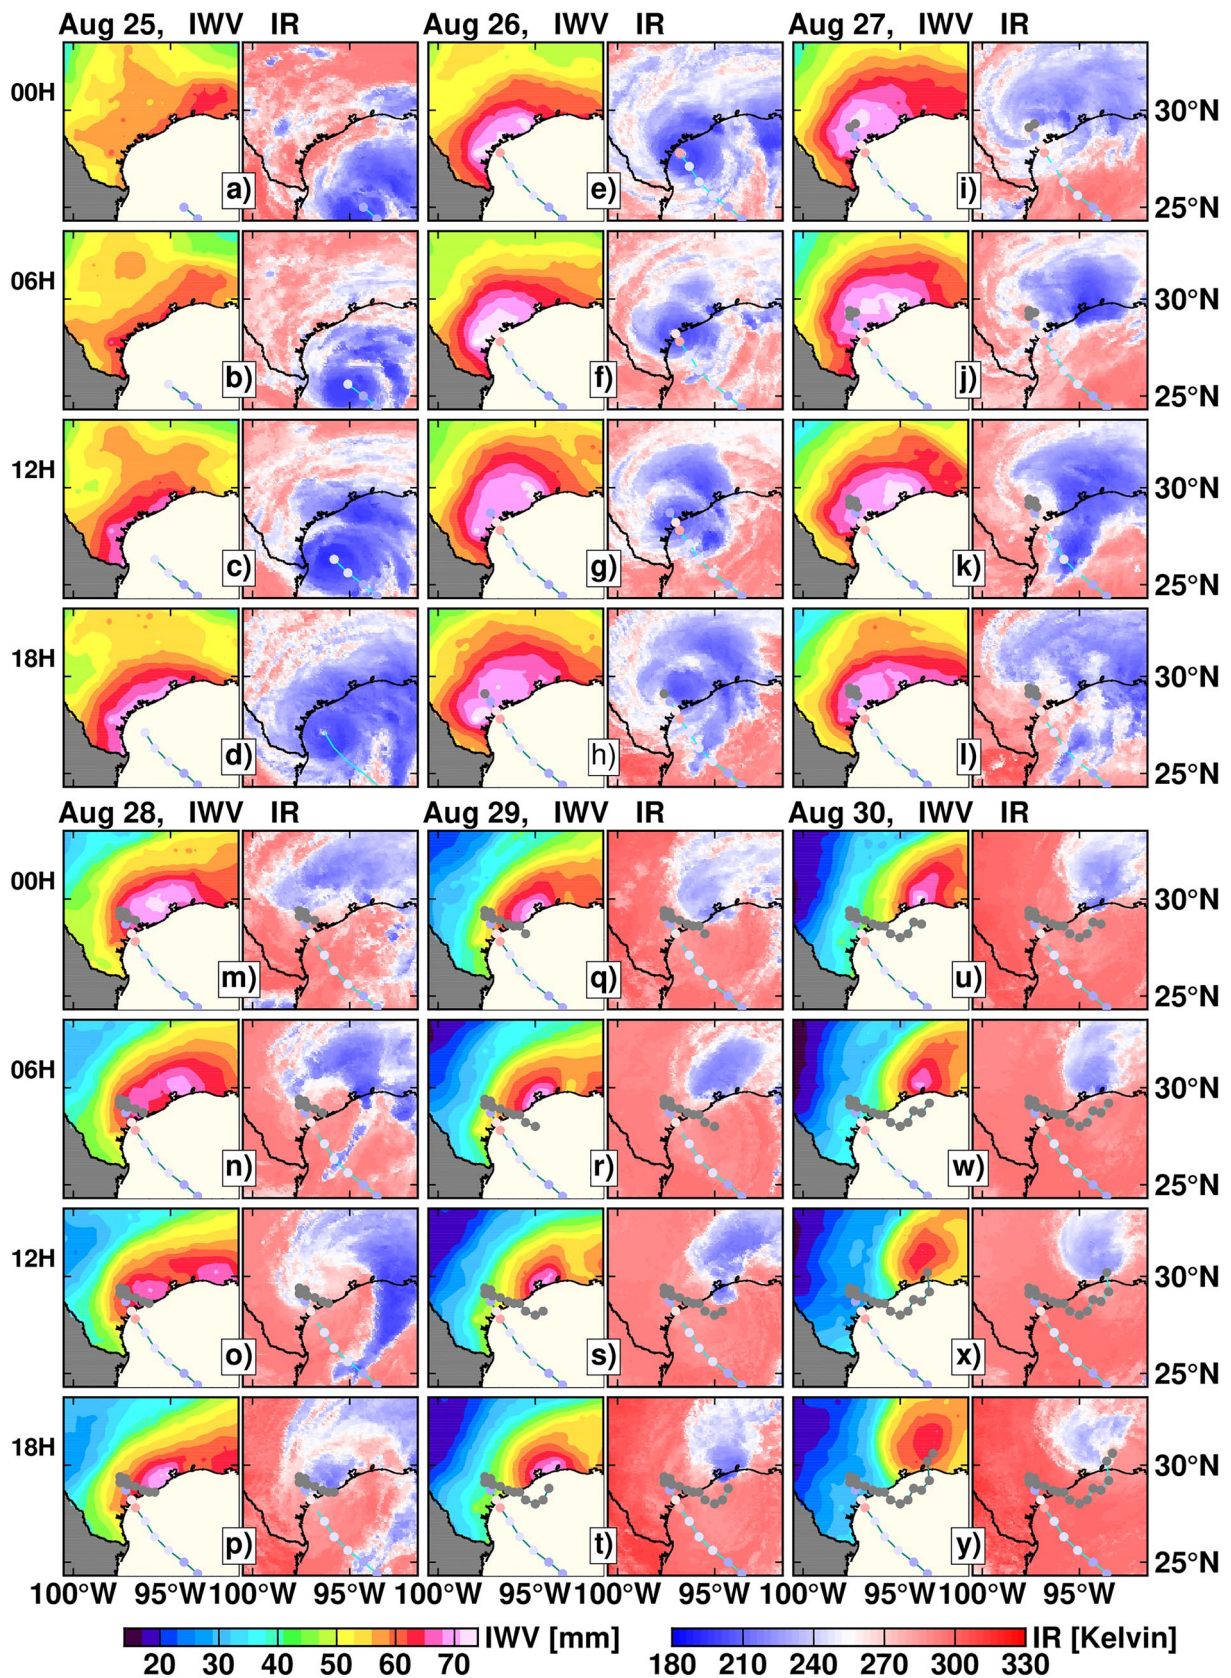 Aug 25, IWV IR Aug 26, IWV IR Aug 27, IWV IR
00H a) e) i) 30°N
25°N
06H b) f) j) 30°N
25°N
12H c) g) k) 30°N
25°N
18H d) h) l) 30°N
25°N
Aug 28, IWV IR Aug 29, IWV IR Aug 30, IWV IR
00H m) q) u) 30°N
25°N
06H n) r) w) 30°N
25°N
12H o) s) x) 30°N
25°N
18H p) t) y) 30°N
25°N
100°W 95°W 100°W 95°W 100°W 95°W 100°W 95°W 100°W 95°W 100°W 95°W
IWV [mm] IR [Kelvin]
20 30 40 50 60 70 180 210 240 270 300 330